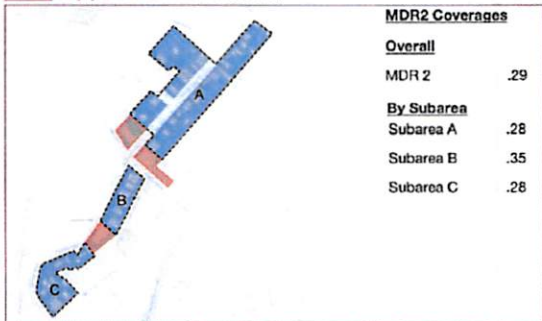 MDR2 Coverages
Overall
MDR 2 .29
By Subarea
Subarea A .28
Subarea B .35
Subarea C .28
A
B
C